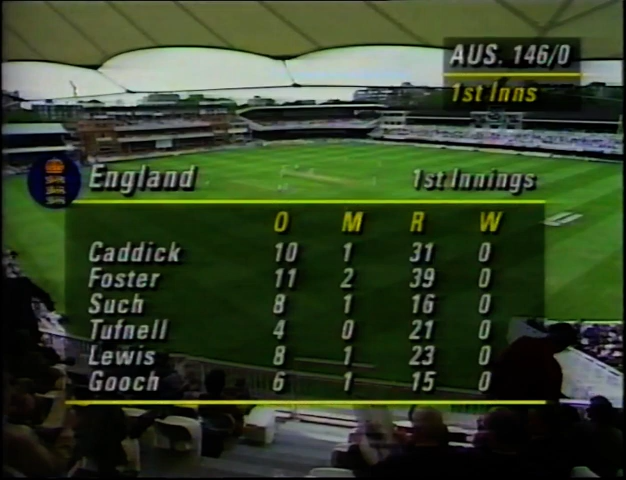 AUS. 146/0
1st Inns
England 1st Innings
O M R W
Caddick 10 1 31 0
Foster 11 2 39 0
Such 8 1 16 0
Tufnell 4 0 21 0
Lewis 8 1 23 0
Gooch 6 1 15 0